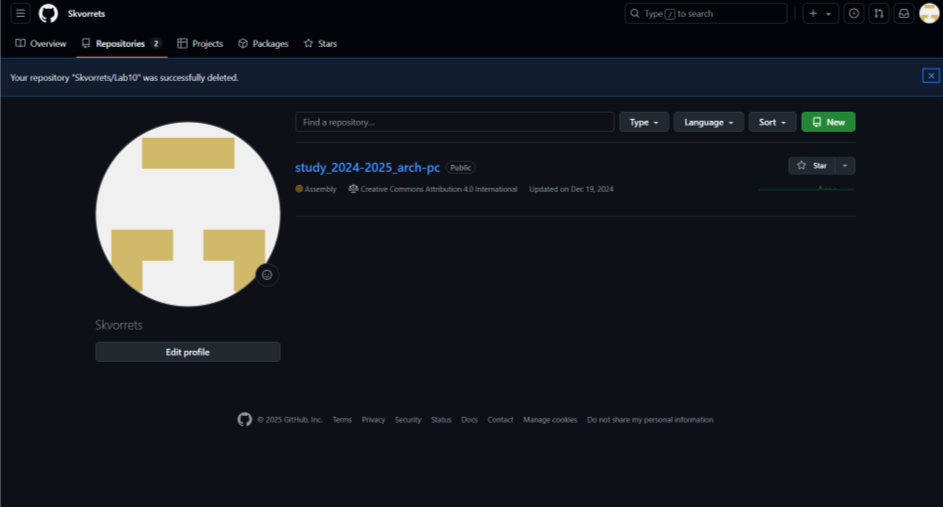 Skvorrets
Type / to search
Overview Repositories 2 Projects Packages Stars
Your repository "Skvorrets/Lab10" was successfully deleted.
Find a repository... Type Language Sort New
study_2024-2025_arch-pc Public Star
Assembly Creative Commons Attribution 4.0 International Updated on Dec 19, 2024
Skvorrets
Edit profile
© 2025 GitHub, Inc. Terms Privacy Security Status Docs Contact Manage cookies Do not share my personal information